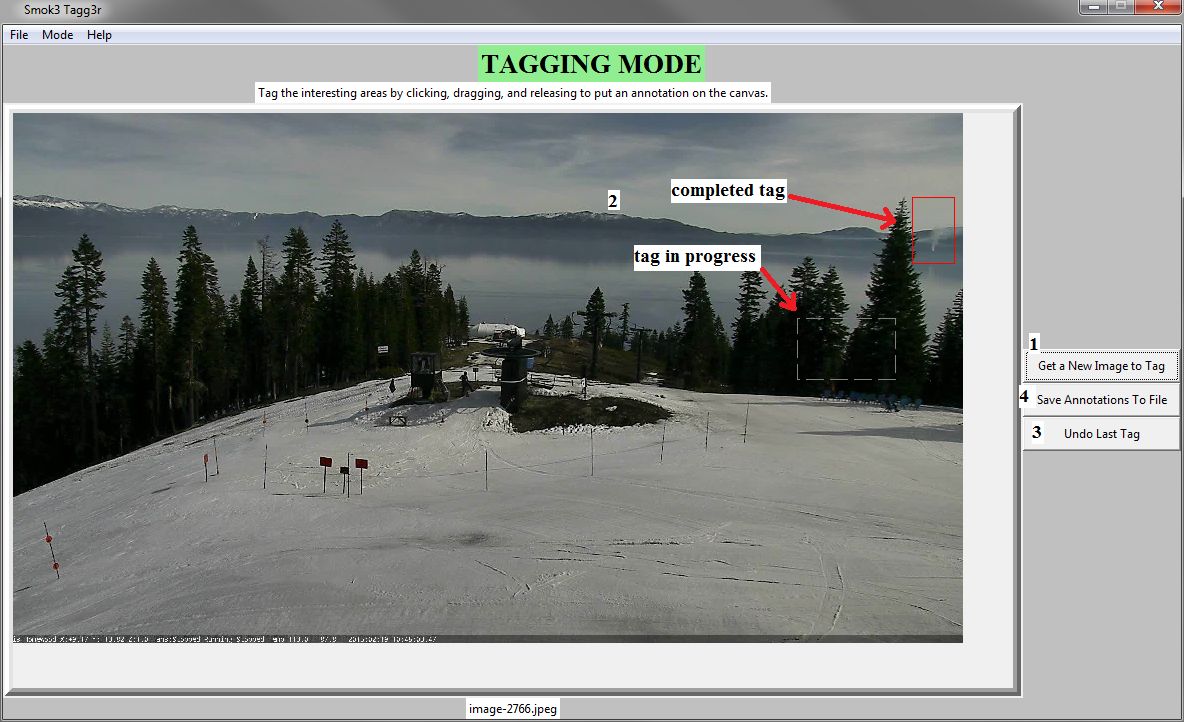 Smok3 Tagg3r
File Mode Help
TAGGING MODE
Tag the interesting areas by clicking, dragging, and releasing to put an annotation on the canvas.
completed tag
2
tag in progress
1
Get a New Image to Tag
4 Save Annotations To File
3 Undo Last Tag
image-2766.jpeg